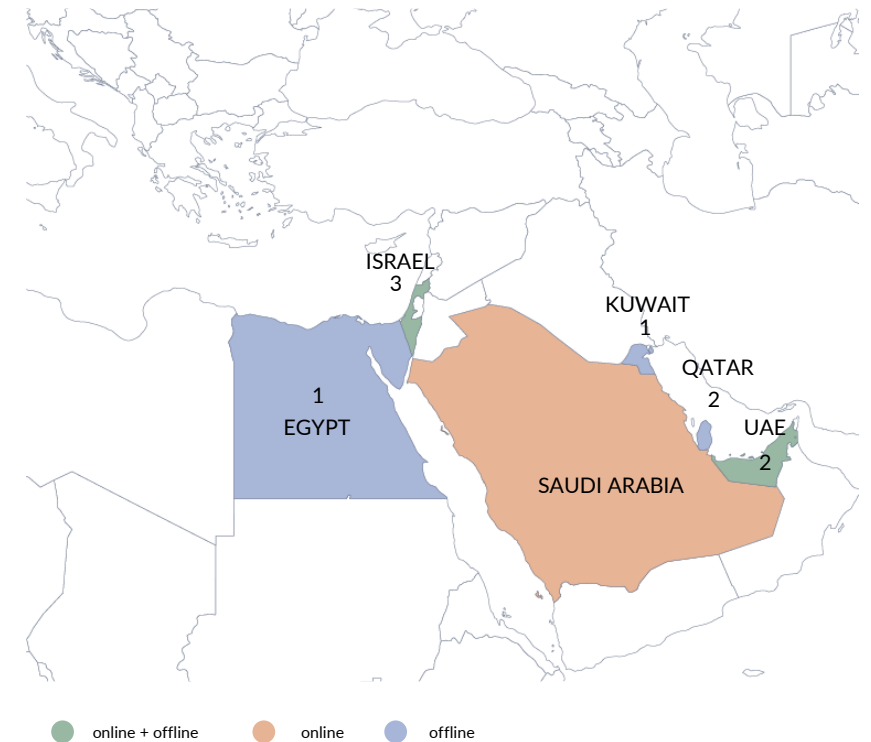 ISRAEL
3
KUWAIT
1
QATAR
2
1
EGYPT
UAE
2
SAUDI ARABIA
online + offline
online
offline